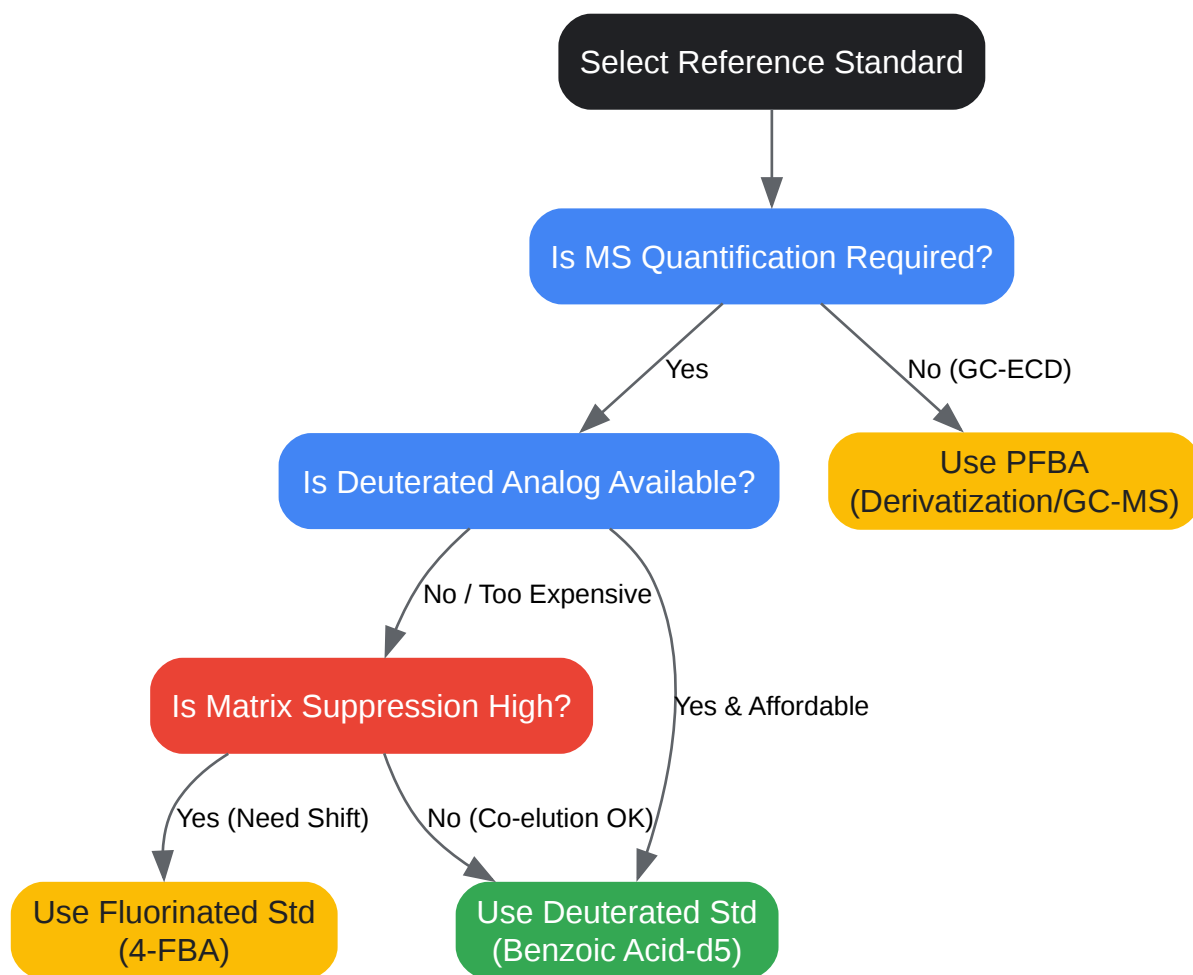 Select Reference Standard
Is MS Quantification Required?
Yes
No (GC-ECD)
Is Deuterated Analog Available?
Use PFBA
(Derivatization/GC-MS)
No / Too Expensive
Is Matrix Suppression High?
Yes & Affordable
Yes (Need Shift)
No (Co-elution OK)
Use Fluorinated Std
(4-FBA)
Use Deuterated Std
(Benzoic Acid-d5)